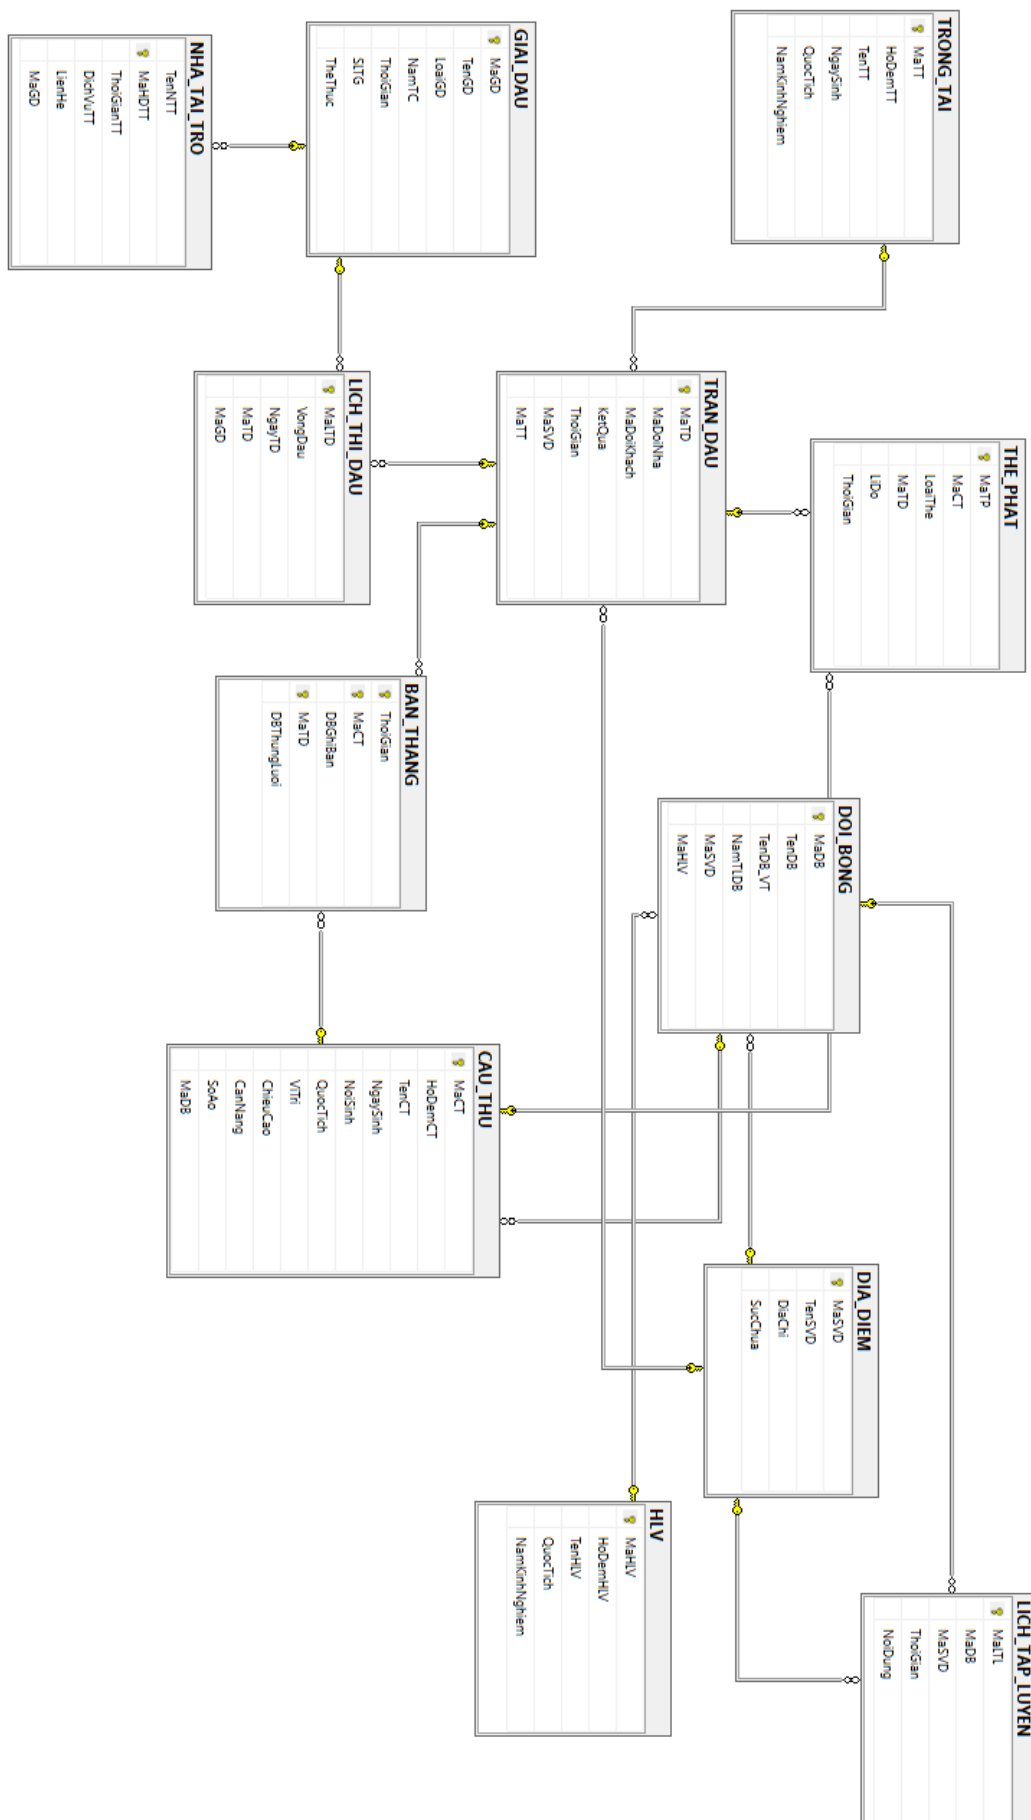 TRONG_TAI
MaTT
HoDemTT
TenTT
NgaySinh
QuocTich
NamKinhNghiem
GIAI_DAU
MaGD
TenGD
LoaiGD
NamTC
ThoiGian
SLTG
TheThuc
NHA_TAI_TRO
TenNTT
MaHDTT
ThoiGianTT
DichVuTT
LienHe
MaGD
THE_PHAT
MaTP
MaCT
LoaiThe
MaTD
LiDo
ThoiGian
TRAN_DAU
MaTD
MaDoiNha
MaDoiKhach
KetQua
ThoiGian
MaSVD
MaTT
LICH_THI_DAU
MaLTD
VongDau
NgayTD
MaTD
MaGD
DOI_BONG
MaDB
TenDB
TenDB_VT
NamTLDB
MaSVD
MaHLV
BAN_THANG
ThoiGian
MaCT
DBGhiBan
MaTD
DBThungLuoi
CAU_THU
MaCT
HoDemCT
TenCT
NgaySinh
NoiSinh
QuocTich
ViTri
ChieuCao
CanNang
SoAo
MaDB
DIA_DIEM
MaSVD
TenSVD
DiaChi
SucChua
HLV
MaHLV
HoDemHLV
TenHLV
QuocTich
NamKinhNghiem
LICH_TAP_LUYEN
MaLTL
MaDB
MaSVD
ThoiGian
NoiDung